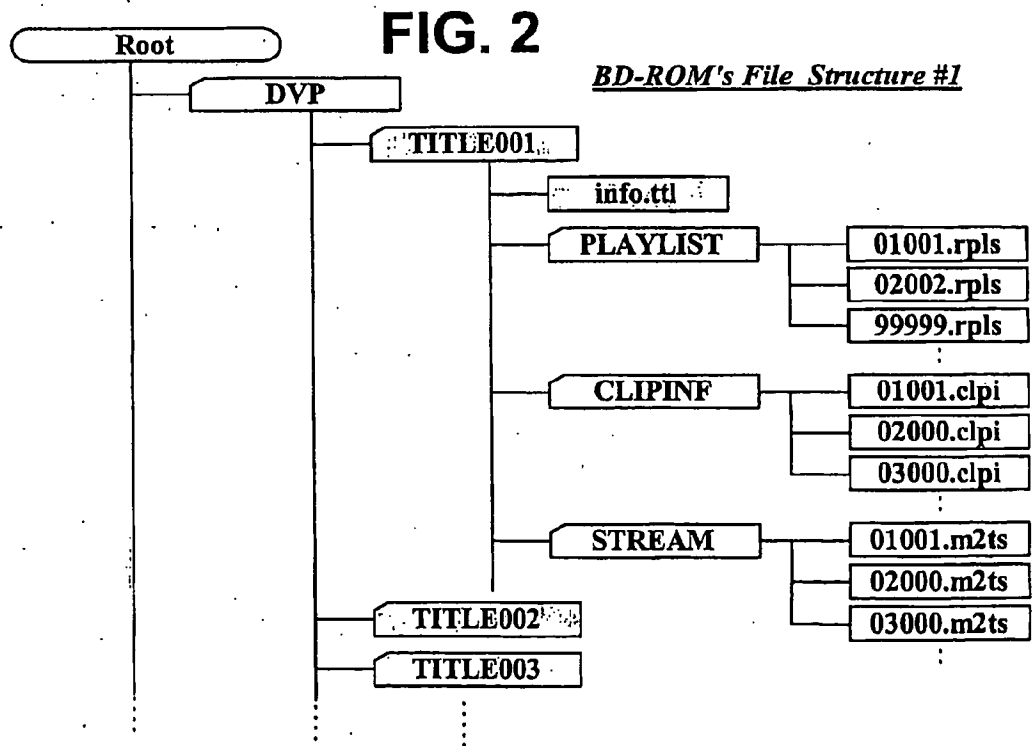 FIG. 2
Root
BD-ROM's File Structure #1
DVP
TITLE001
info.ttl
PLAYLIST
01001.rpls
02002.rpls
99999.rpls
CLIPINF
01001.clpi
02000.clpi
03000.clpi
STREAM
01001.m2ts
02000.m2ts
03000.m2ts
TITLE002
TITLE003